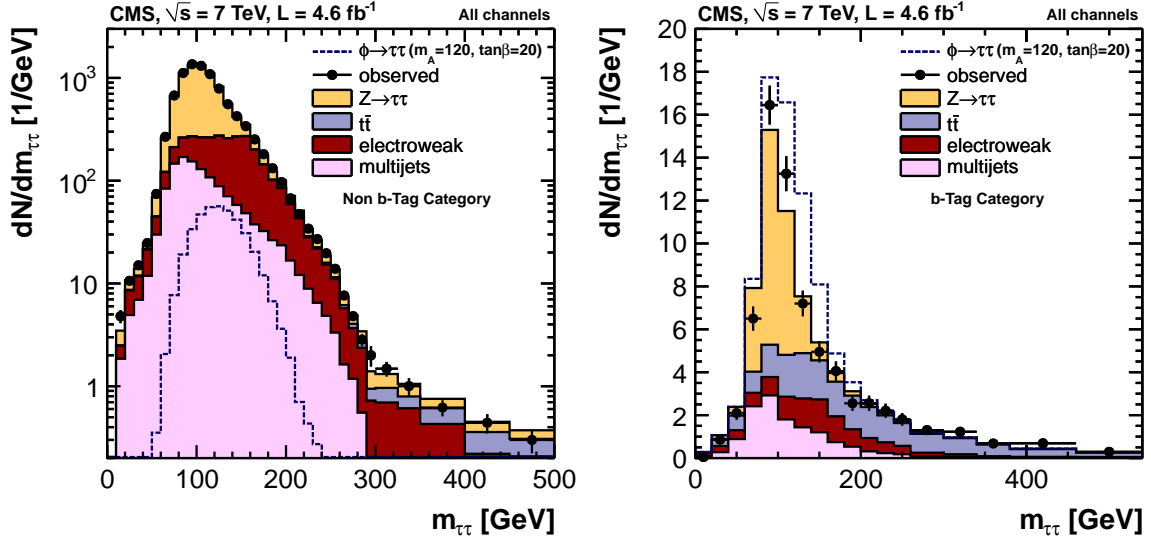 CMS, √s = 7 TeV, L = 4.6 fb⁻¹ All channels
dN/dm_ττ [1/GeV]
10³
10²
10
1
ϕ→ττ (m_A=120, tanβ=20)
observed
Z→ττ
tt̄
electroweak
multijets
Non b-Tag Category
0 100 200 300 400 500
m_ττ [GeV]
CMS, √s = 7 TeV, L = 4.6 fb⁻¹ All channels
dN/dm_ττ [1/GeV]
20
18
16
14
12
10
8
6
4
2
0
ϕ→ττ (m_A=120, tanβ=20)
observed
Z→ττ
tt̄
electroweak
multijets
b-Tag Category
0 200 400
m_ττ [GeV]